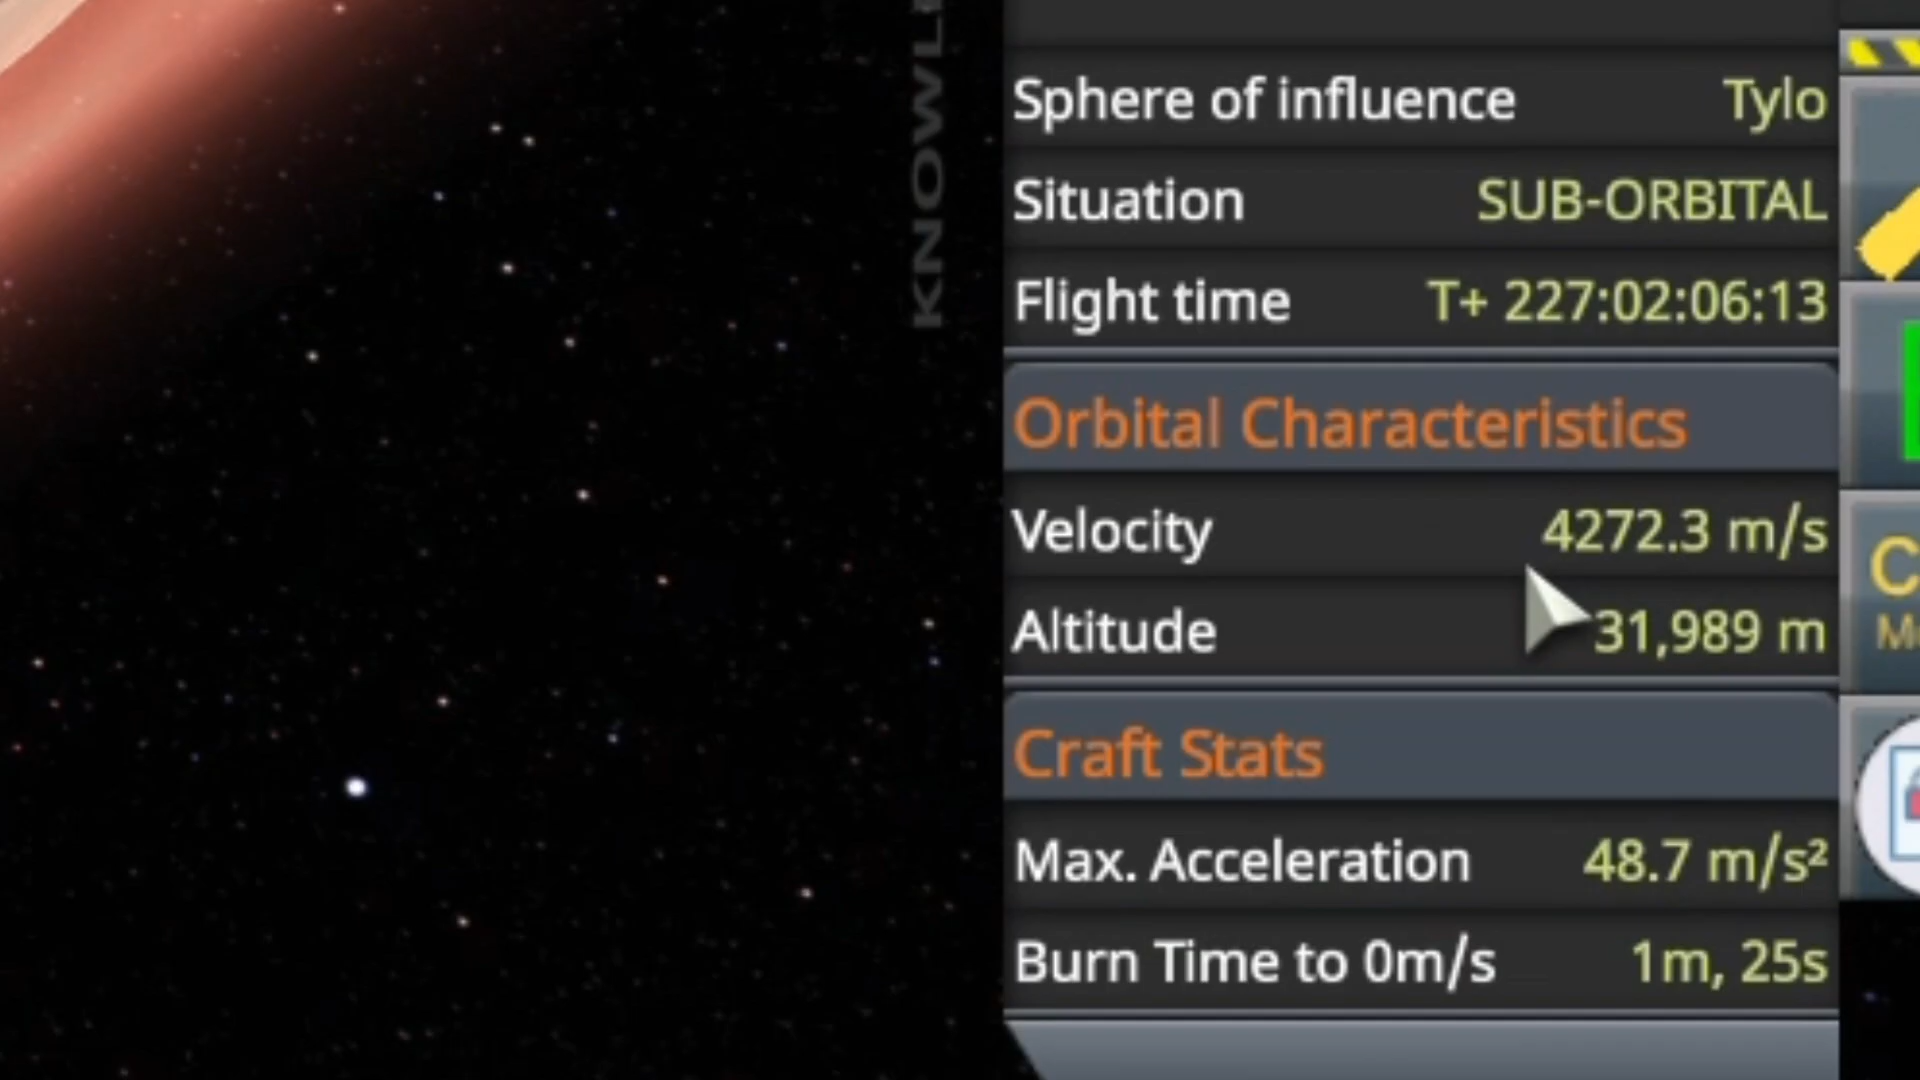 KNOWL
Sphere of influence Tylo
Situation SUB-ORBITAL
Flight time T+ 227:02:06:13
Orbital Characteristics
Velocity 4272.3 m/s
Altitude 31,989 m
Craft Stats
Max. Acceleration 48.7 m/s²
Burn Time to 0m/s 1m, 25s